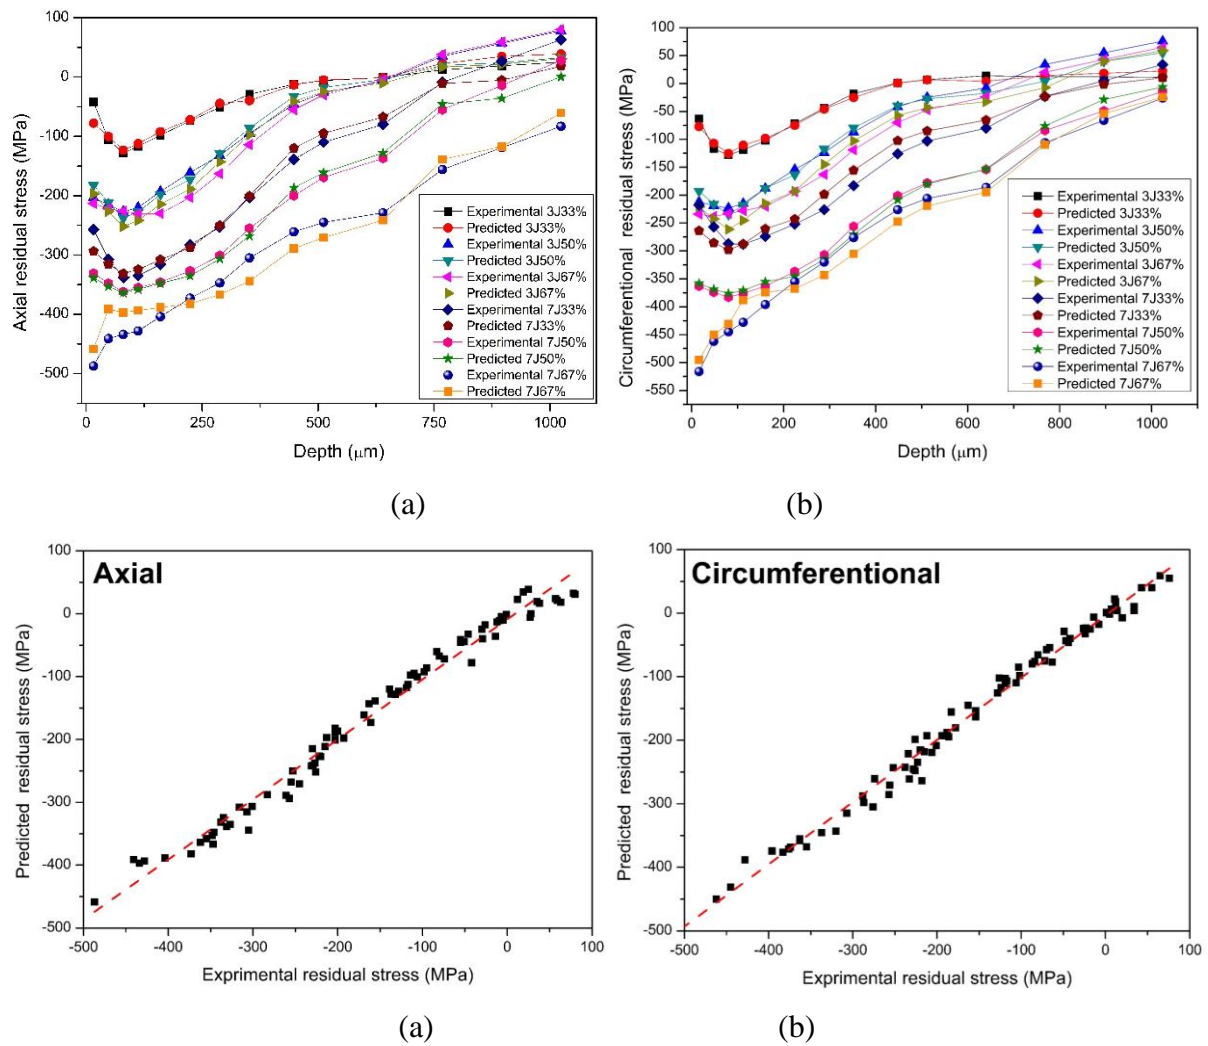 100
50
0
-50
-100
-150
-200
-250
-300
-350
-400
-450
-500
-550
Axial residual stress (MPa)
0 250 500 750 1000
Depth (μm)
Experimental 3J33%
Predicted 3J33%
Experimental 3J50%
Predicted 3J50%
Experimental 3J67%
Predicted 3J67%
Experimental 7J33%
Predicted 7J33%
Experimental 7J50%
Predicted 7J50%
Experimental 7J67%
Predicted 7J67%
(a)
Circumferentional residual stress (MPa)
100
50
0
-50
-100
-150
-200
-250
-300
-350
-400
-450
-500
-550
0 200 400 600 800 1000
Depth (μm)
Experimental 3J33%
Predicted 3J33%
Experimental 3J50%
Predicted 3J50%
Experimental 3J67%
Predicted 3J67%
Experimental 7J33%
Predicted 7J33%
Experimental 7J50%
Predicted 7J50%
Experimental 7J67%
Predicted 7J67%
(b)
Axial
Predicted residual stress (MPa)
100
0
-100
-200
-300
-400
-500
-500 -400 -300 -200 -100 0 100
Exprimental residual stress (MPa)
(a)
Circumferentional
Predicted residual stress (MPa)
100
0
-100
-200
-300
-400
-500
-500 -400 -300 -200 -100 0 100
Exprimental residual stress (MPa)
(b)